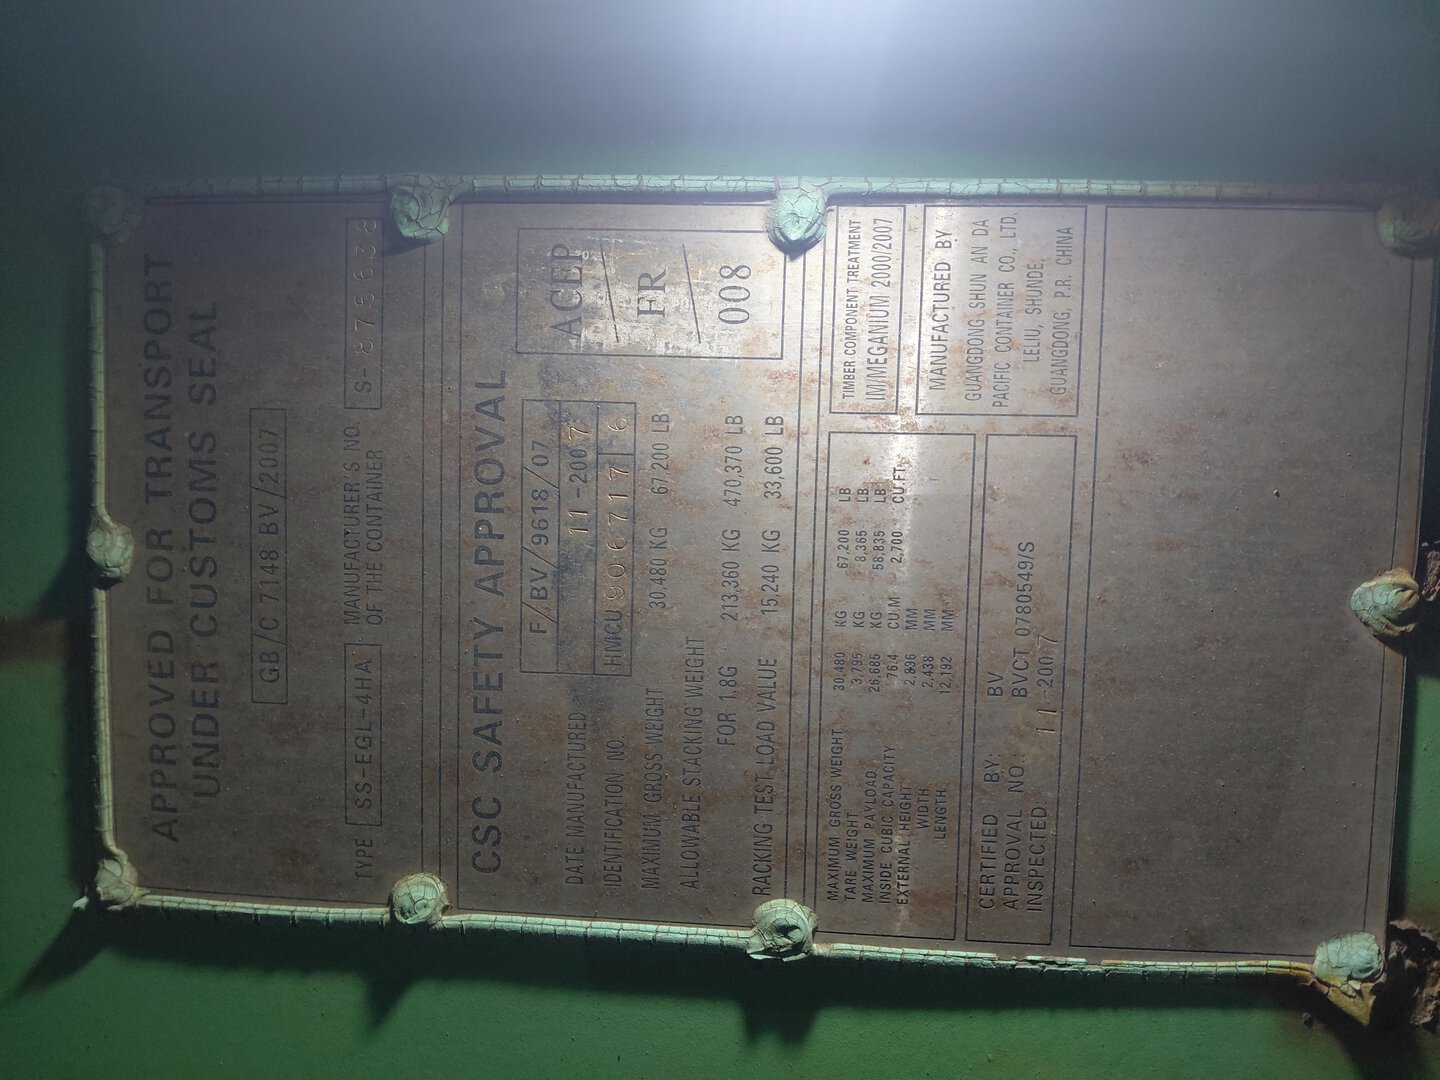 APPROVED FOR TRANSPORT
UNDER CUSTOMS SEAL
GB/C 7148 BV/2007
TYPE SS-EGL-4HA MANUFACTURER'S NO.
OF THE CONTAINER S-875638
CSC SAFETY APPROVAL
F/BV/9618/07
DATE MANUFACTURED 11-2007
IDENTIFICATION NO. HMCU 906717 6
ACEP
FR
008
MAXIMUM GROSS WEIGHT 30,480 KG 67,200 LB
ALLOWABLE STACKING WEIGHT
FOR 1.8G 213,360 KG 470,370 LB
RACKING TEST LOAD VALUE 15,240 KG 33,600 LB
MAXIMUM GROSS WEIGHT 30,480 KG 67,200 LB
TARE WEIGHT 3,795 KG 8,365 LB
MAXIMUM PAYLOAD 26,685 KG 58,835 LB
INSIDE CUBIC CAPACITY 76.4 CU.M 2,700 CU.FT.
EXTERNAL HEIGHT 2,896 MM
WIDTH 2,438 MM
LENGTH 12,192 MM
TIMBER COMPONENT TREATMENT
IM/MEGANIUM 2000/2007
MANUFACTURED BY
GUANGDONG SHUN AN DA
PACIFIC CONTAINER CO., LTD.
LELIU, SHUNDE,
GUANGDONG, P.R. CHINA
CERTIFIED BY: BV
APPROVAL NO.: BVCT 0780549/S
INSPECTED 11-2007